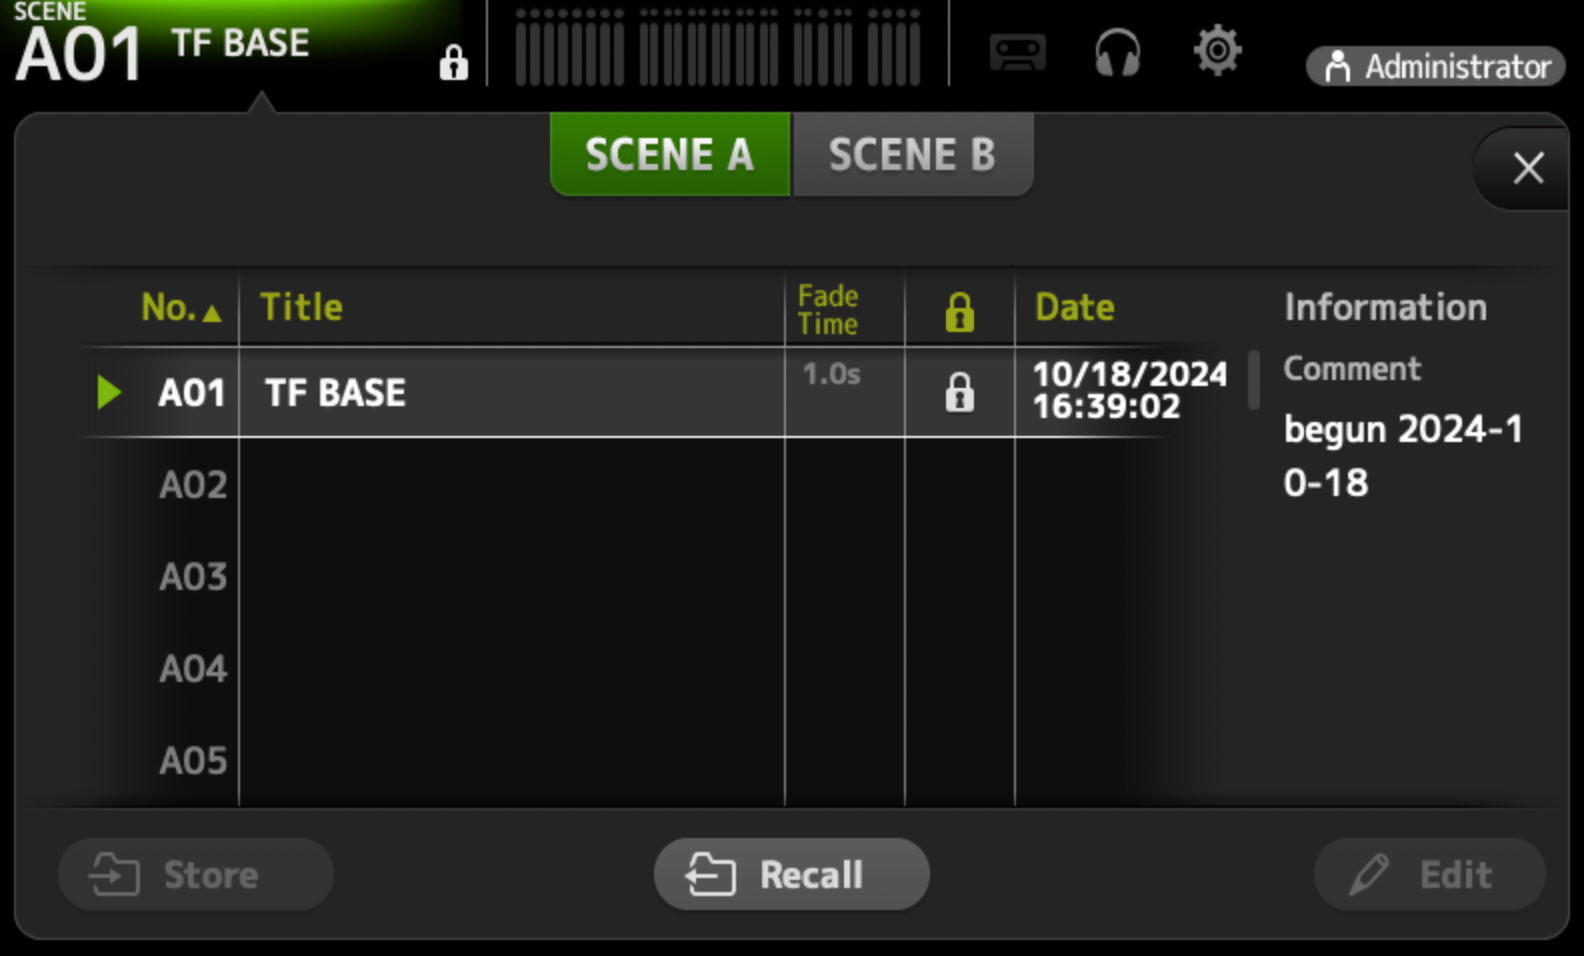 SCENE
A01 TF BASE
Administrator
SCENE A SCENE B
No. Title Fade Time Date Information
A01 TF BASE 1.0s 10/18/2024 16:39:02
Comment
begun 2024-1
0-18
A02
A03
A04
A05
Store Recall Edit